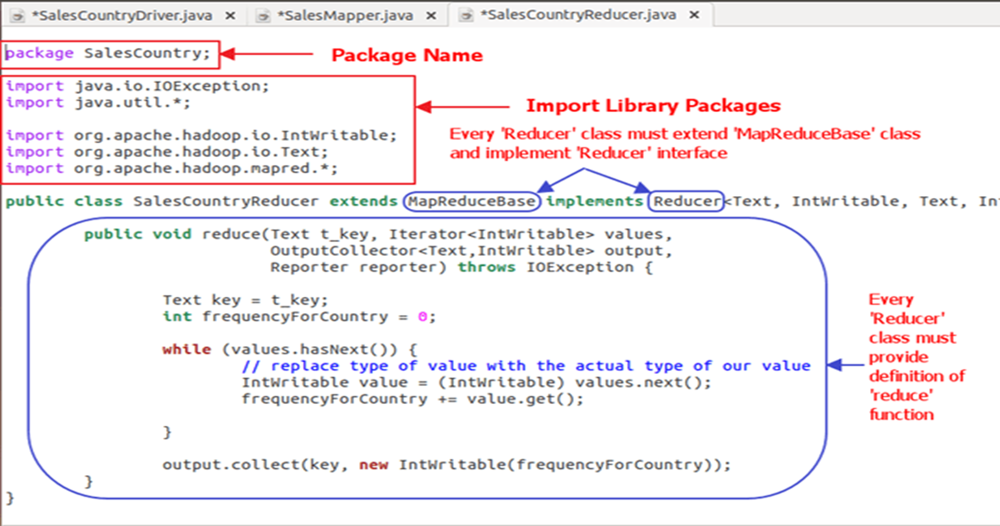 *SalesCountryDriver.java × *SalesMapper.java × *SalesCountryReducer.java ×
package SalesCountry;
Package Name
import java.io.IOException;
import java.util.*;
import org.apache.hadoop.io.IntWritable;
import org.apache.hadoop.io.Text;
import org.apache.hadoop.mapred.*;
Import Library Packages
Every 'Reducer' class must extend 'MapReduceBase' class
and implement 'Reducer' interface
public class SalesCountryReducer extends MapReduceBase implements Reducer<Text, IntWritable, Text, In
public void reduce(Text t_key, Iterator<IntWritable> values,
OutputCollector<Text,IntWritable> output,
Reporter reporter) throws IOException {
Text key = t_key;
int frequencyForCountry = 0;
while (values.hasNext()) {
// replace type of value with the actual type of our value
IntWritable value = (IntWritable) values.next();
frequencyForCountry += value.get();
}
output.collect(key, new IntWritable(frequencyForCountry));
}
}
Every
'Reducer'
class must
provide
definition of
'reduce'
function